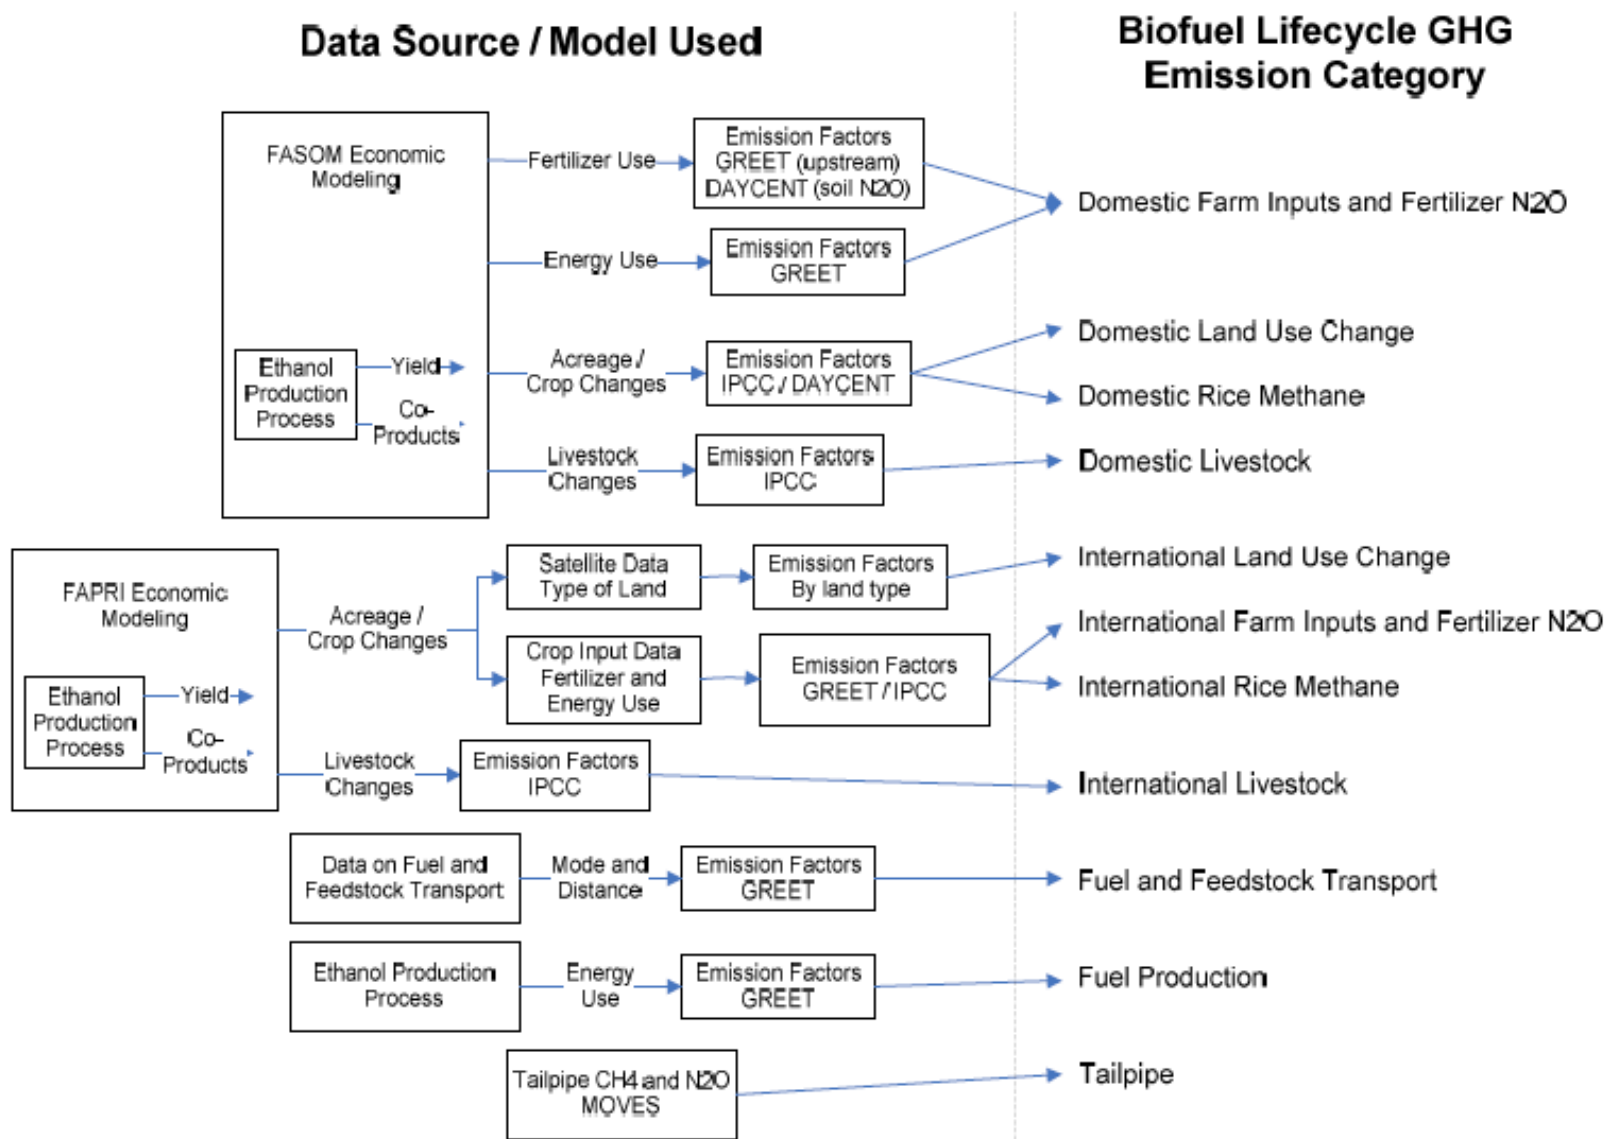 Data Source / Model Used
Biofuel Lifecycle GHG
Emission Category
FASOM Economic
Modeling
Fertilizer Use
Emission Factors
GREET (upstream)
DAYCENT (soil N2O)
Domestic Farm Inputs and Fertilizer N2O
Energy Use
Emission Factors
GREET
Ethanol
Production
Process
Yield
Co-
Products
Acreage /
Crop Changes
Emission Factors
IPCC / DAYCENT
Domestic Land Use Change
Domestic Rice Methane
Livestock
Changes
Emission Factors
IPCC
Domestic Livestock
FAPRI Economic
Modeling
Ethanol
Production
Process
Yield
Co-
Products
Acreage /
Crop Changes
Satellite Data
Type of Land
Emission Factors
By land type
International Land Use Change
Crop Input Data
Fertilizer and
Energy Use
Emission Factors
GREET / IPCC
International Farm Inputs and Fertilizer N2O
International Rice Methane
Livestock
Changes
Emission Factors
IPCC
International Livestock
Data on Fuel and
Feedstock Transport
Mode and
Distance
Emission Factors
GREET
Fuel and Feedstock Transport
Ethanol Production
Process
Energy
Use
Emission Factors
GREET
Fuel Production
Tailpipe CH4 and N2O
MOVES
Tailpipe